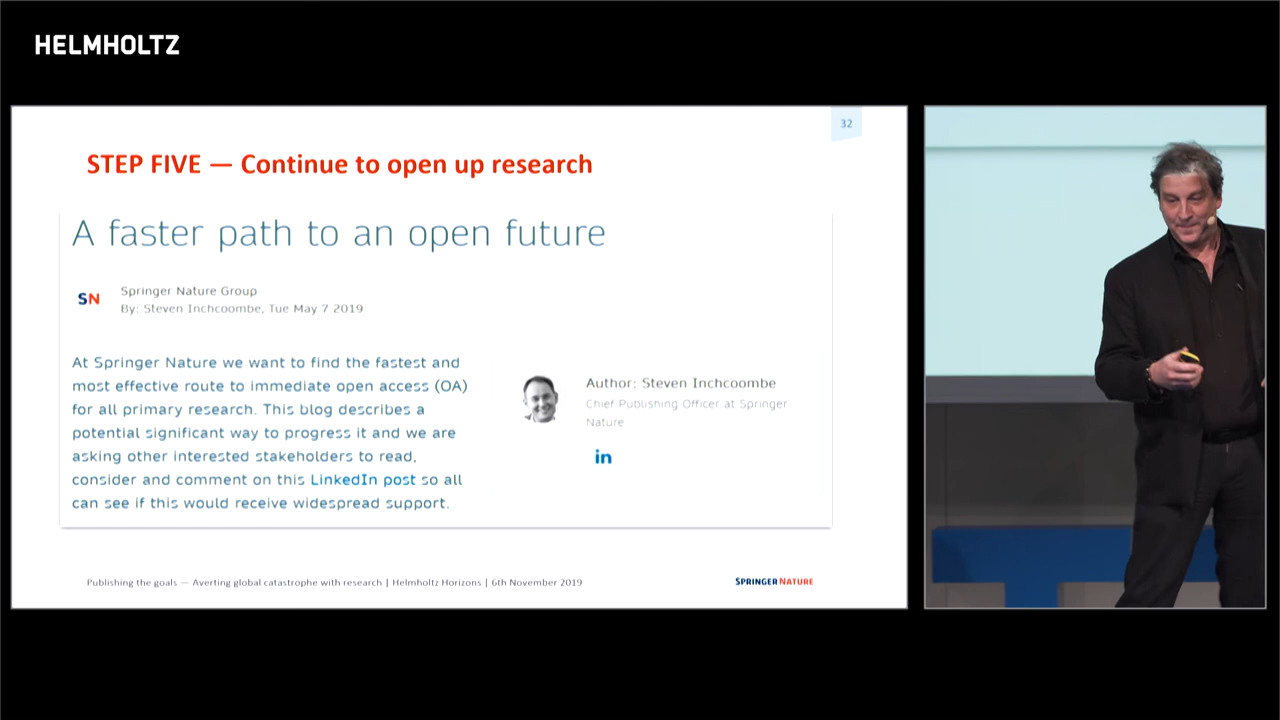 HELMHOLTZ
32
STEP FIVE — Continue to open up research
A faster path to an open future
SN
Springer Nature Group
By: Steven Inchcoombe, Tue May 7 2019
At Springer Nature we want to find the fastest and
most effective route to immediate open access (OA)
for all primary research. This blog describes a
potential significant way to progress it and we are
asking other interested stakeholders to read,
consider and comment on this LinkedIn post so all
can see if this would receive widespread support.
Author: Steven Inchcoombe
Chief Publishing Officer at Springer
Nature
in
Publishing the goals — Averting global catastrophe with research | Helmholtz Horizons | 6th November 2019
SPRINGER NATURE